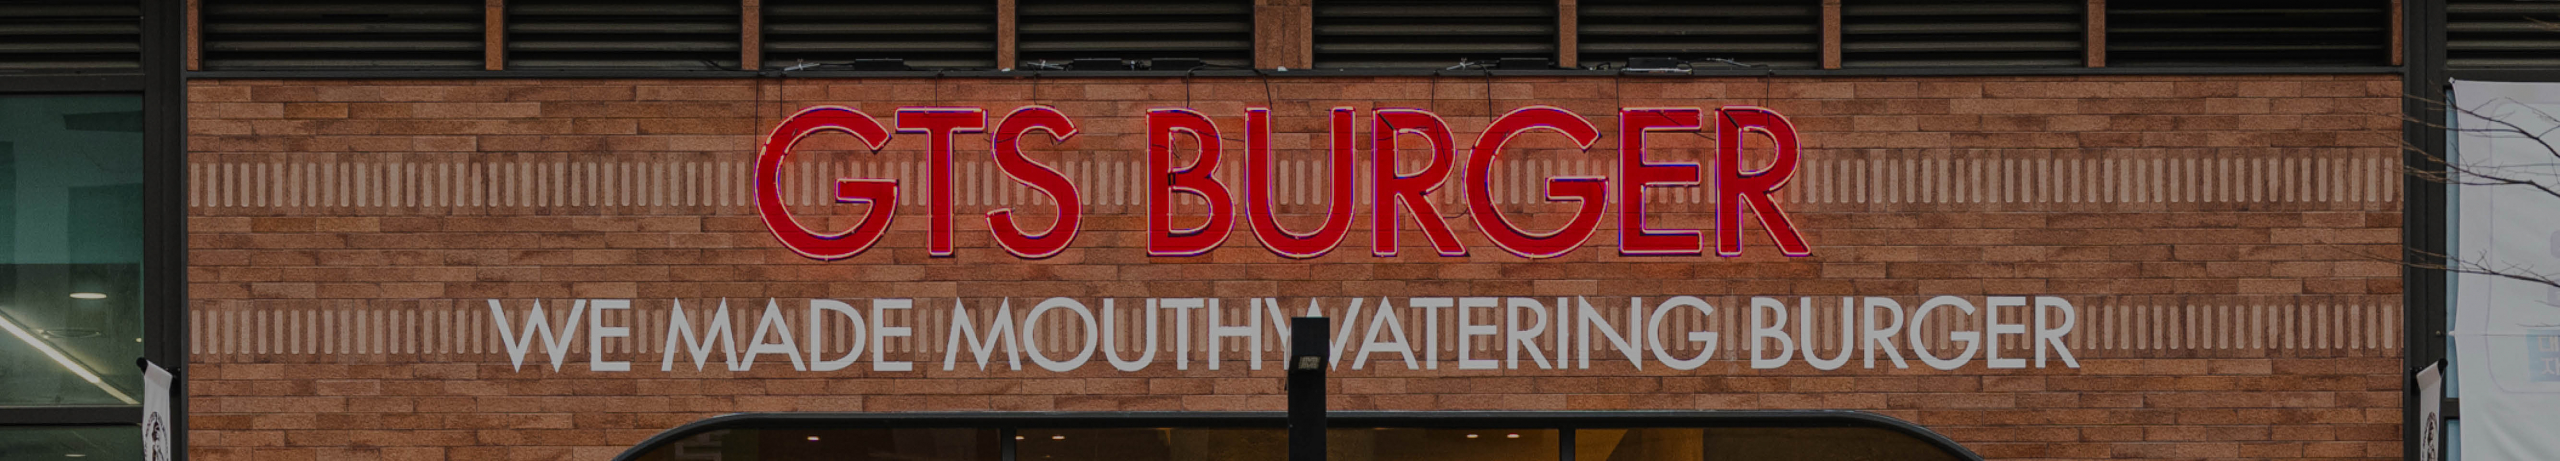 GTS BURGER
WE MADE MOUTHWATERING BURGER